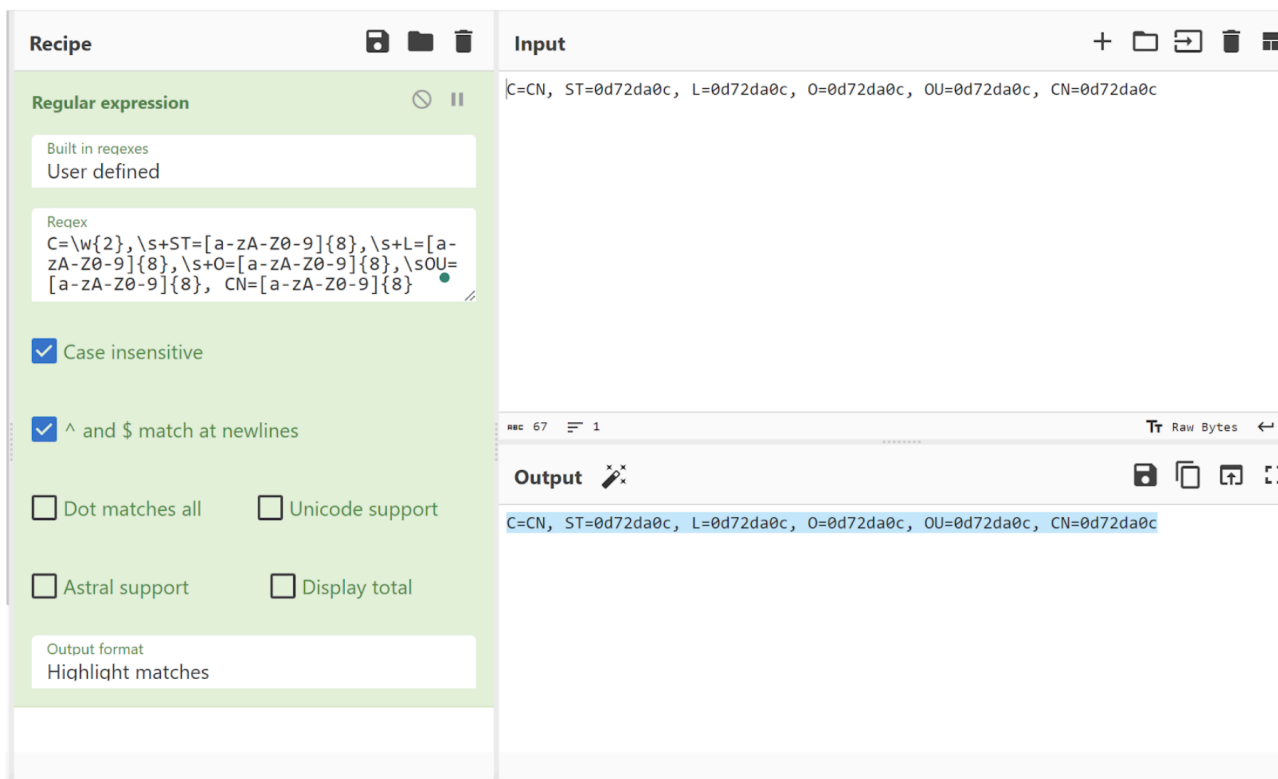 Recipe
Regular expression
Built in regexes
User defined
Regex
C=\w{2},\s+ST=[a-zA-Z0-9]{8},\s+L=[a-
zA-Z0-9]{8},\s+O=[a-zA-Z0-9]{8},\sOU=
[a-zA-Z0-9]{8}, CN=[a-zA-Z0-9]{8}
Case insensitive
^ and $ match at newlines
Dot matches all Unicode support
Astral support Display total
Output format
Highlight matches
Input
C=CN, ST=0d72da0c, L=0d72da0c, O=0d72da0c, OU=0d72da0c, CN=0d72da0c
ABC 67 1 Tт Raw Bytes
Output
C=CN, ST=0d72da0c, L=0d72da0c, O=0d72da0c, OU=0d72da0c, CN=0d72da0c